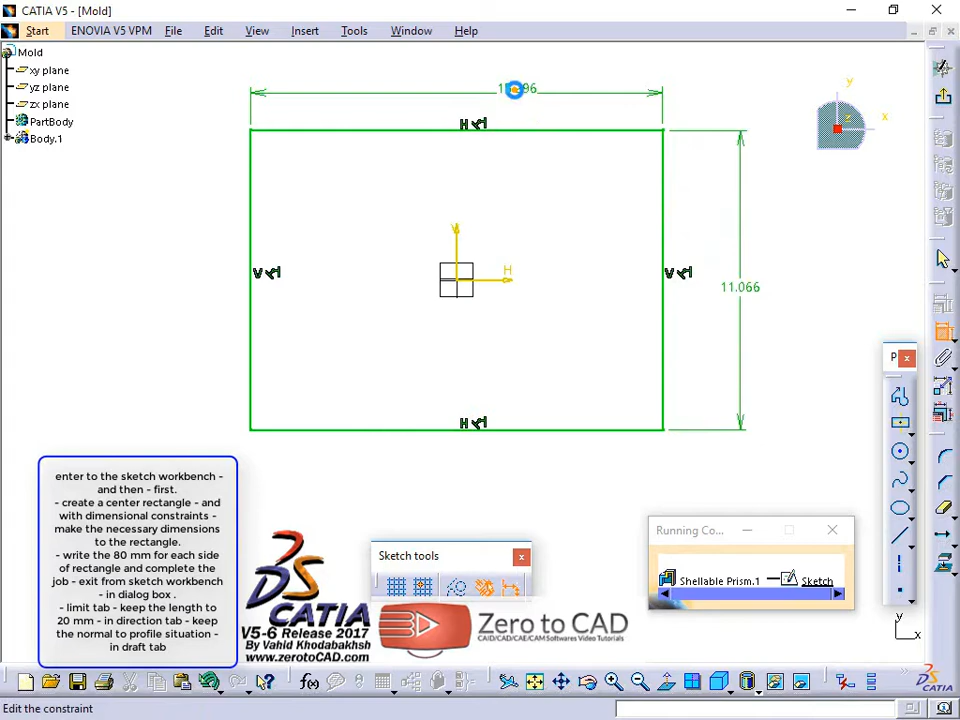 CATIA V5 - [Mold]
Start ENOVIA V5 VPM File Edit View Insert Tools Window Help
Mold
xy plane
yz plane
zx plane
PartBody
Body.1
y
x
z
H
V
V
H
V
H
11.066
P
enter to the sketch workbench -
and then - first.
- create a center rectangle - and
with dimensional constraints -
make the necessary dimensions
to the rectangle.
- write the 80 mm for each side
of rectangle and complete the
job - exit from sketch workbench
- in dialog box .
- limit tab - keep the length to
20 mm - in direction tab - keep
the normal to profile situation -
in draft tab
CATIA
V5-6 Release 2017
By Vahid Khodabakhsh
www.zerotoCAD.com
Sketch tools
Zero to CAD
CAID/CAD/CAE/CAM Softwares Video Tutorials
Running Co...
Shellable Prism.1
Sketch
y
x
f(x)
CATIA
Edit the constraint